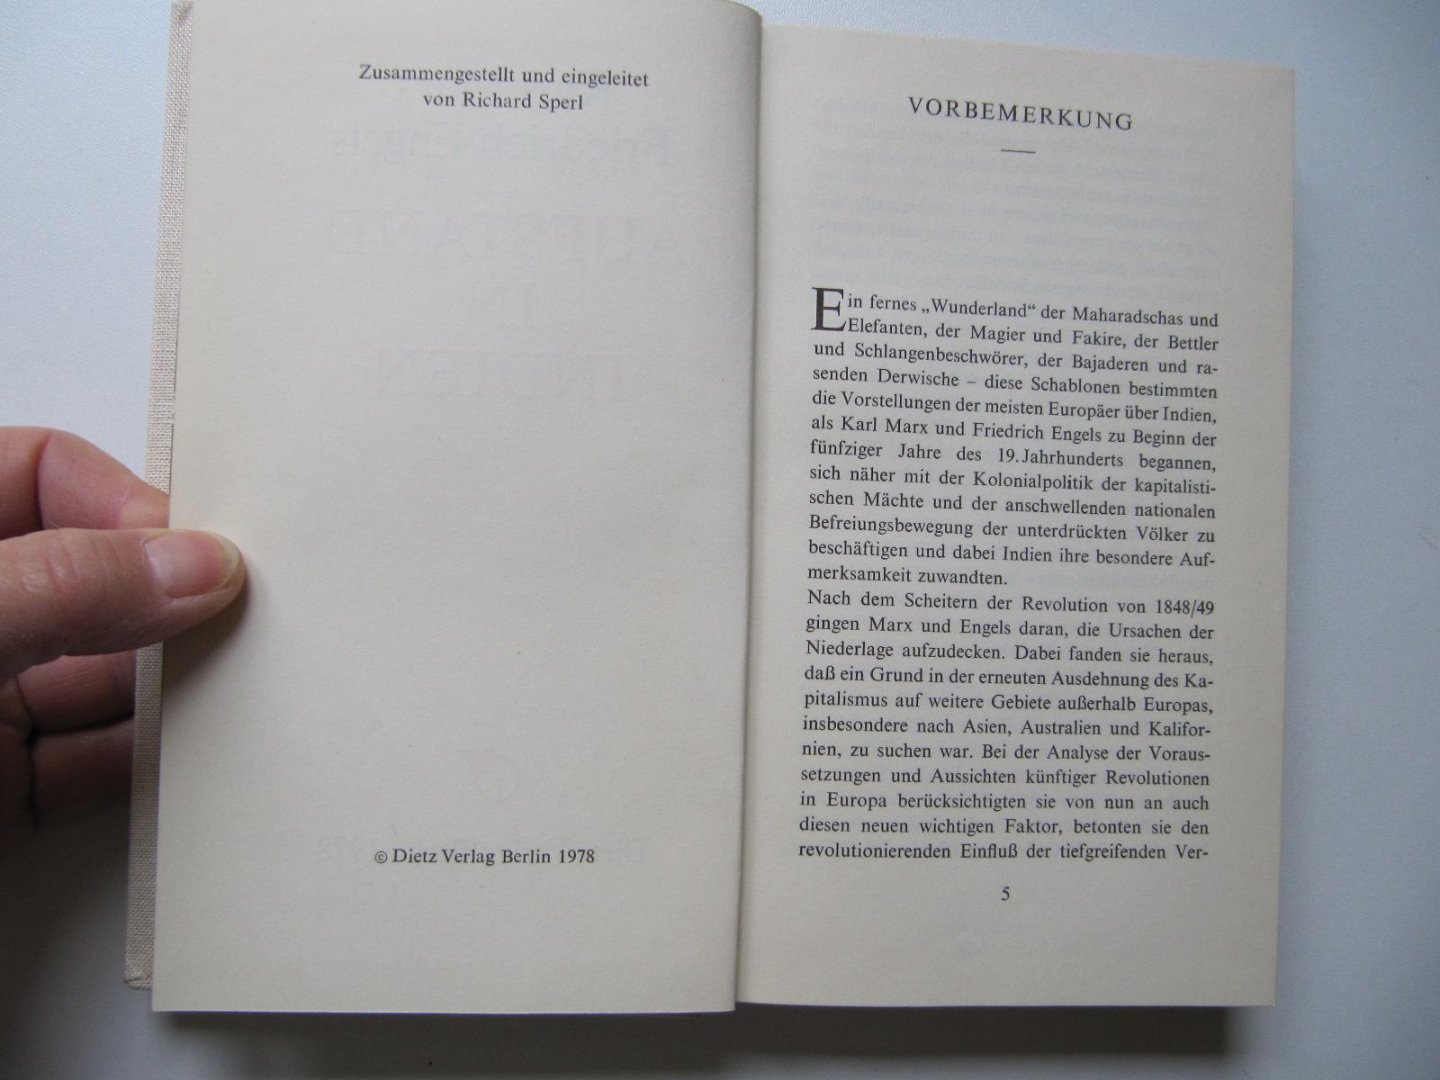 Zusammengestellt und eingeleitet
von Richard Sperl
© Dietz Verlag Berlin 1978
VORBEMERKUNG
Ein fernes „Wunderland“ der Maharadschas und
Elefanten, der Magier und Fakire, der Bettler
und Schlangenbeschwörer, der Bajaderen und ra-
senden Derwische – diese Schablonen bestimmten
die Vorstellungen der meisten Europäer über Indien,
als Karl Marx und Friedrich Engels zu Beginn der
fünfziger Jahre des 19. Jahrhunderts begannen,
sich näher mit der Kolonialpolitik der kapitalisti-
schen Mächte und der anschwellenden nationalen
Befreiungsbewegung der unterdrückten Völker zu
beschäftigen und dabei Indien ihre besondere Auf-
merksamkeit zuwandten.
Nach dem Scheitern der Revolution von 1848/49
gingen Marx und Engels daran, die Ursachen der
Niederlage aufzudecken. Dabei fanden sie heraus,
daß ein Grund in der erneuten Ausdehnung des Ka-
pitalismus auf weitere Gebiete außerhalb Europas,
insbesondere nach Asien, Australien und Kalifor-
nien, zu suchen war. Bei der Analyse der Voraus-
setzungen und Aussichten künftiger Revolutionen
in Europa berücksichtigten sie von nun an auch
diesen neuen wichtigen Faktor, betonten sie den
revolutionierenden Einfluß der tiefgreifenden Ver-
5